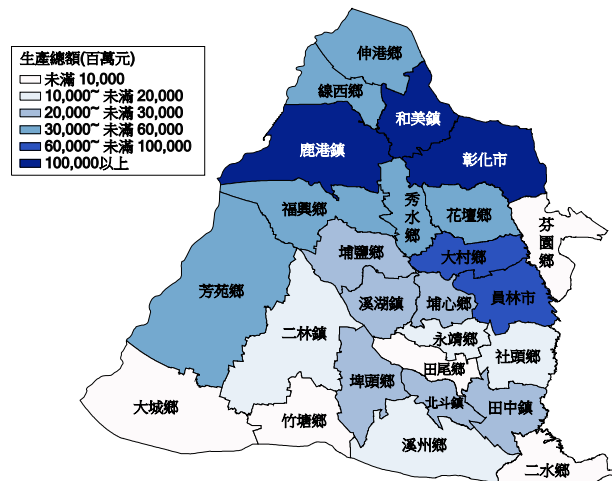 生產總額(百萬元)
未滿 10,000
10,000~ 未滿 20,000
20,000~ 未滿 30,000
30,000~ 未滿 60,000
60,000~ 未滿 100,000
100,000以上
伸港鄉
線西鄉
和美鎮
鹿港鎮
彰化市
福興鄉
秀水鄉
花壇鄉
芬園鄉
埔鹽鄉
大村鄉
芳苑鄉
溪湖鎮
埔心鄉
員林市
二林鎮
永靖鄉
社頭鄉
田尾鄉
埤頭鄉
大城鄉
竹塘鄉
北斗鎮
田中鎮
溪州鄉
二水鄉